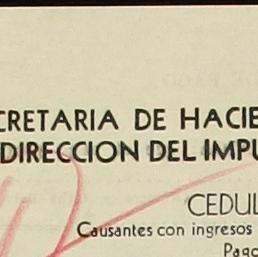 CRETARIA DE HACIE
DIRECCION DEL IMPU
CEDUL
Causantes con ingresos
Pago